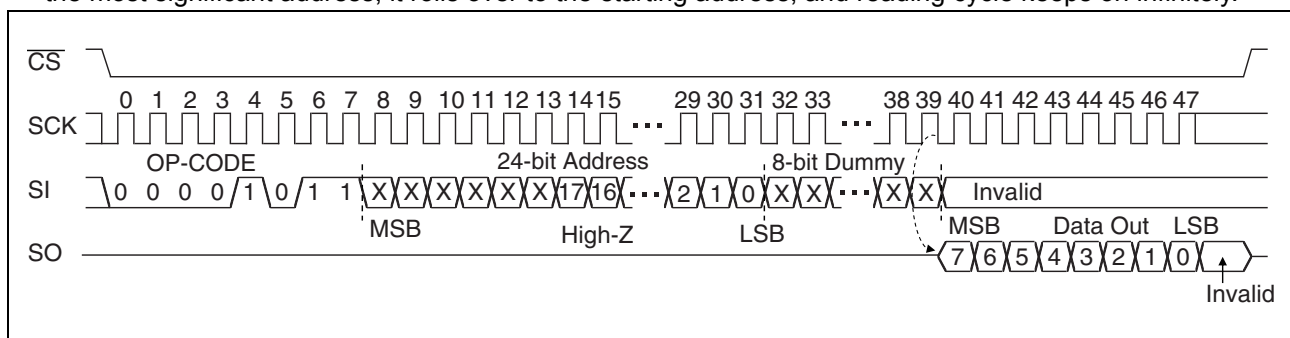 the most significant address, it rolls over to the starting address, and reading cycle keeps on infinitely.
CS
0 1 2 3 4 5 6 7 8 9 10 11 12 13 14 15 29 30 31 32 33 38 39 40 41 42 43 44 45 46 47
SCK ... ...
OP-CODE 24-bit Address 8-bit Dummy
SI 0 0 0 0 1 0 1 1 X X X X X X 17 16 ... 2 1 0 X X ... X X Invalid
MSB High-Z LSB MSB Data Out LSB
SO 7 6 5 4 3 2 1 0
Invalid